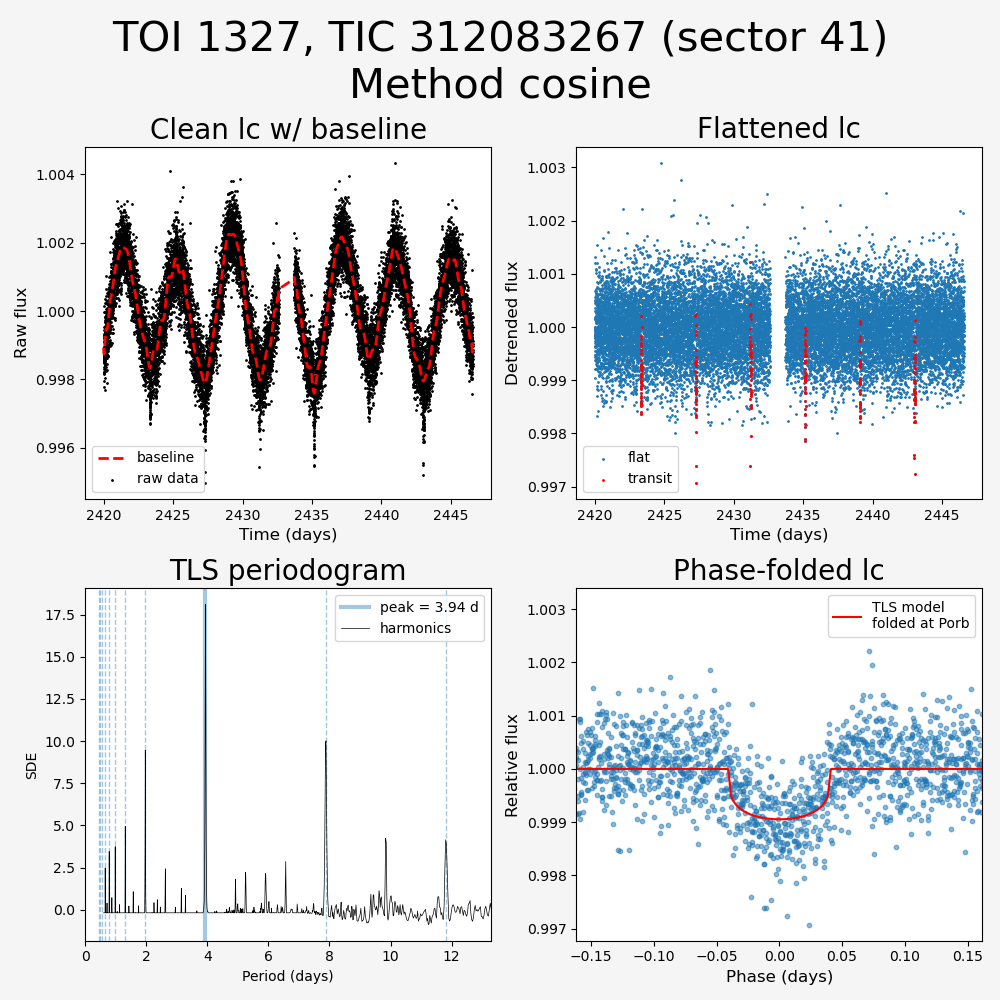 TOI 1327, TIC 312083267 (sector 41)
Method cosine
Clean lc w/ baseline
Raw flux
1.004
1.002
1.000
0.998
0.996
baseline
raw data
2420
2425
2430
2435
2440
2445
Time (days)
Flattened lc
Detrended flux
1.003
1.002
1.001
1.000
0.999
0.998
0.997
flat
transit
2420
2425
2430
2435
2440
2445
Time (days)
TLS periodogram
SDE
17.5
15.0
12.5
10.0
7.5
5.0
2.5
0.0
peak = 3.94 d
harmonics
0
2
4
6
8
10
12
Period (days)
Phase-folded lc
Relative flux
1.003
1.002
1.001
1.000
0.999
0.998
0.997
TLS model
folded at Porb
−0.15
−0.10
−0.05
0.00
0.05
0.10
0.15
Phase (days)